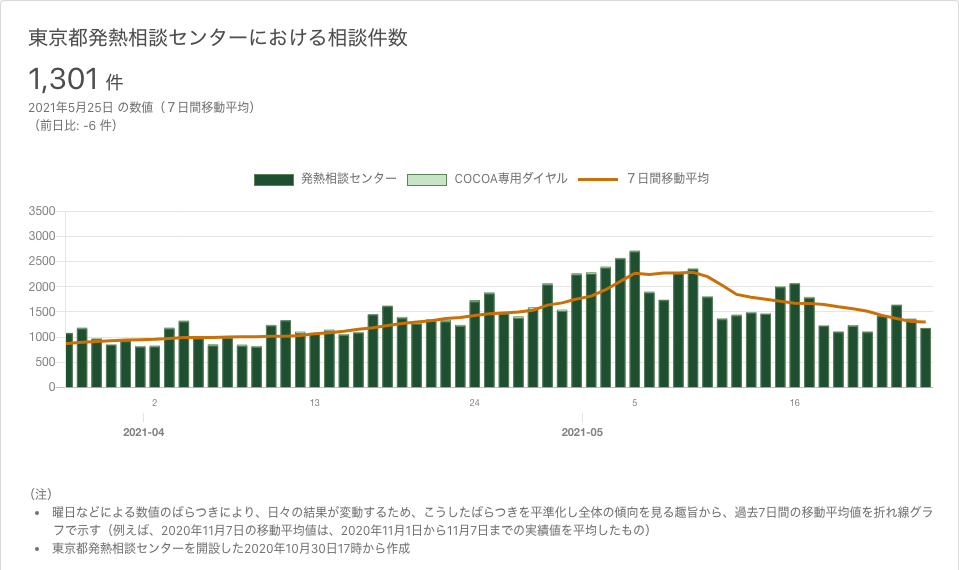 東京都発熱相談センターにおける相談件数
1,301 件
2021年5月25日 の数値（７日間移動平均）
（前日比: -6 件）
発熱相談センター COCOA専用ダイヤル ７日間移動平均
3500
3000
2500
2000
1500
1000
500
0
2 13 24 5 16
2021-04 2021-05
（注）
• 曜日などによる数値のばらつきにより、日々の結果が変動するため、こうしたばらつきを平準化し全体の傾向を見る趣旨から、過去7日間の移動平均値を折れ線グラ
フで示す（例えば、2020年11月7日の移動平均値は、2020年11月1日から11月7日までの実績値を平均したもの）
• 東京都発熱相談センターを開設した2020年10月30日17時から作成